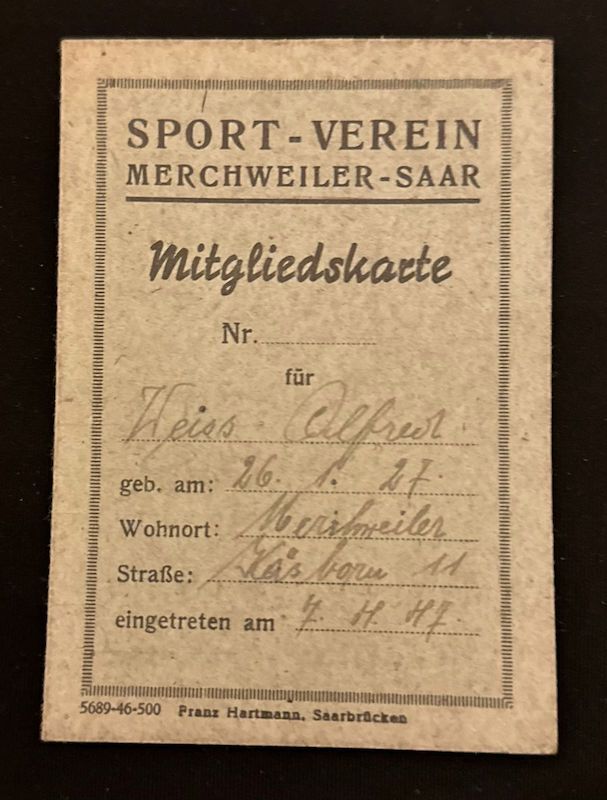 SPORT-VEREIN
MERCHWEILER-SAAR
Mitgliedskarte
Nr.
für
Weiss Alfred
geb. am: 26. 1. 27.
Wohnort: Merchweiler
Straße: 11
eingetreten am 7. 4. 47.
5689-46-500 Franz Hartmann, Saarbrücken